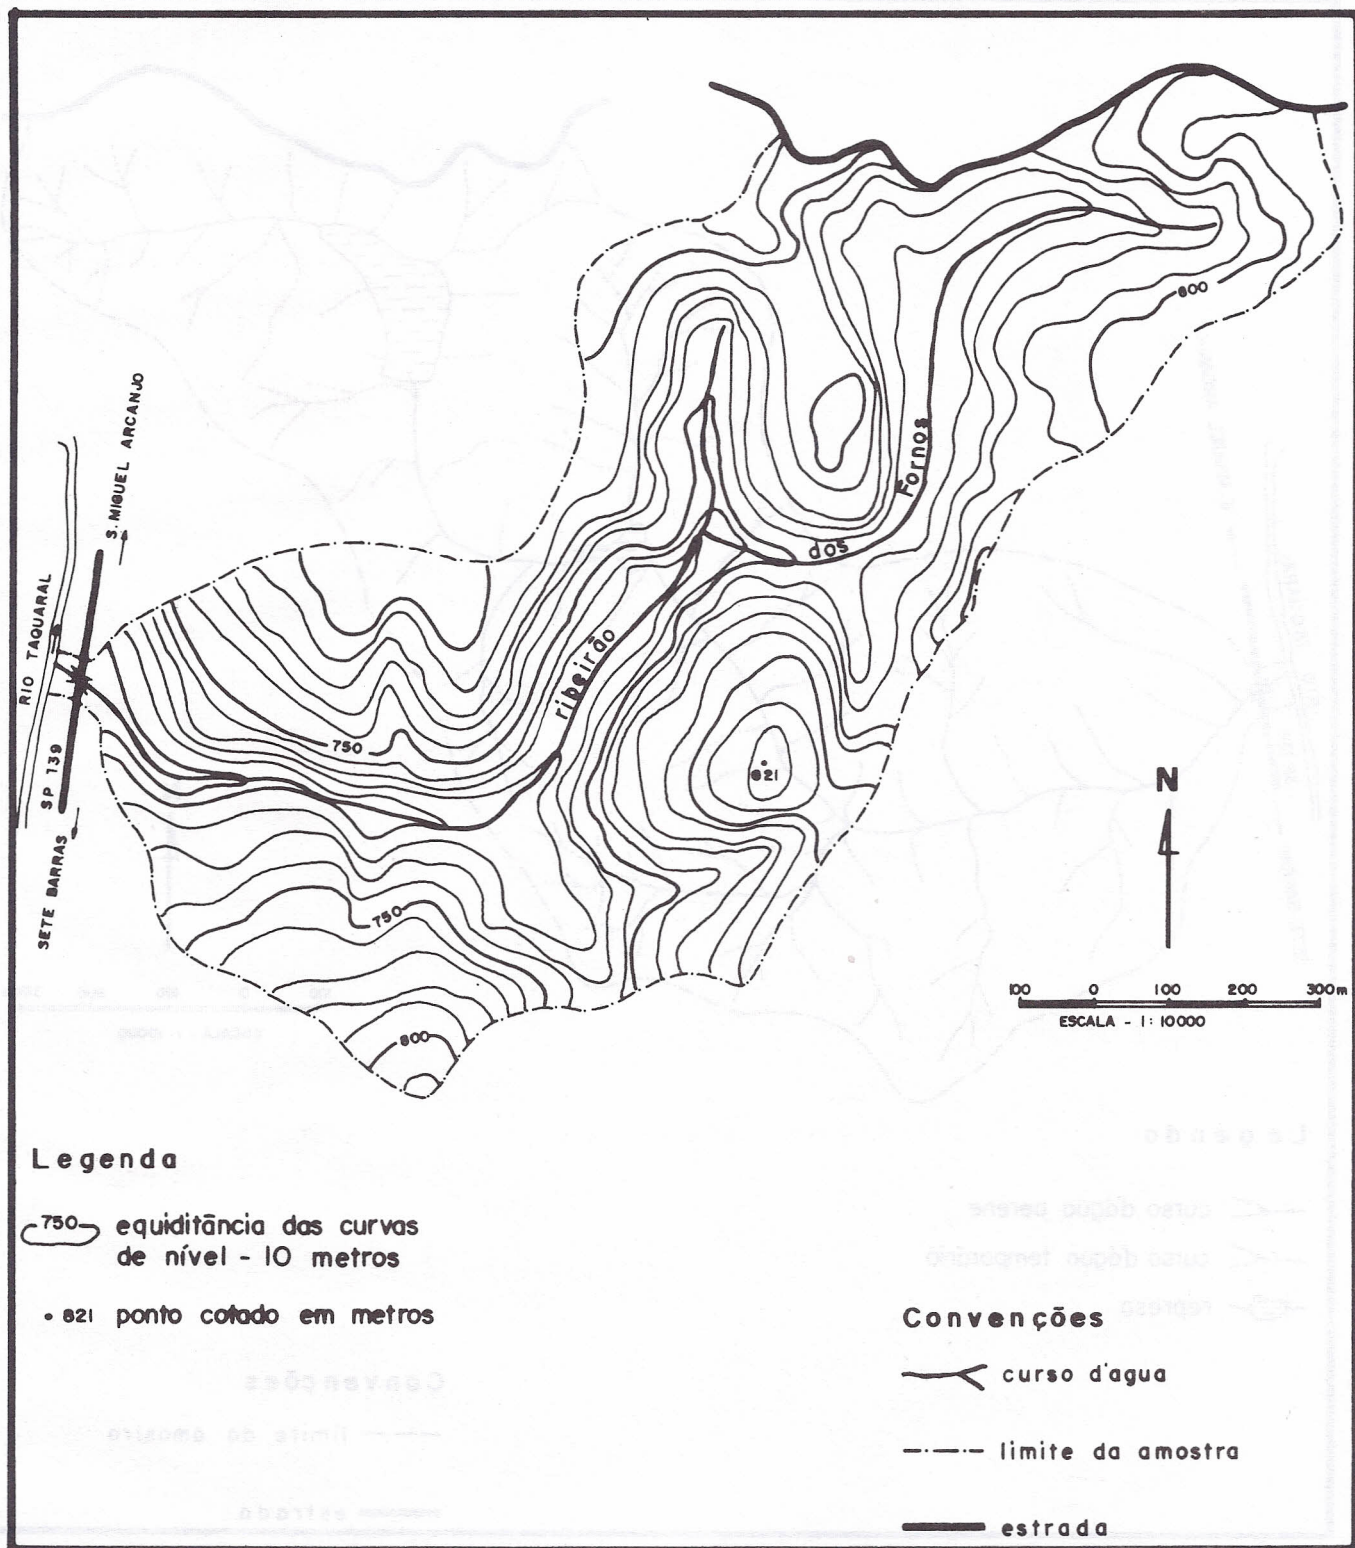 800
Fornos
dos
ribeirão
S. MIGUEL ARCANJO
RIO TAQUARAL
SP 139
SETE BARRAS
750
821
750
800
N
100 0 100 200 300m
ESCALA - 1:10000
Legenda
750 equiditância das curvas
de nível - 10 metros
• 821 ponto cotado em metros
Convenções
curso d'agua
limite da amostra
estrada